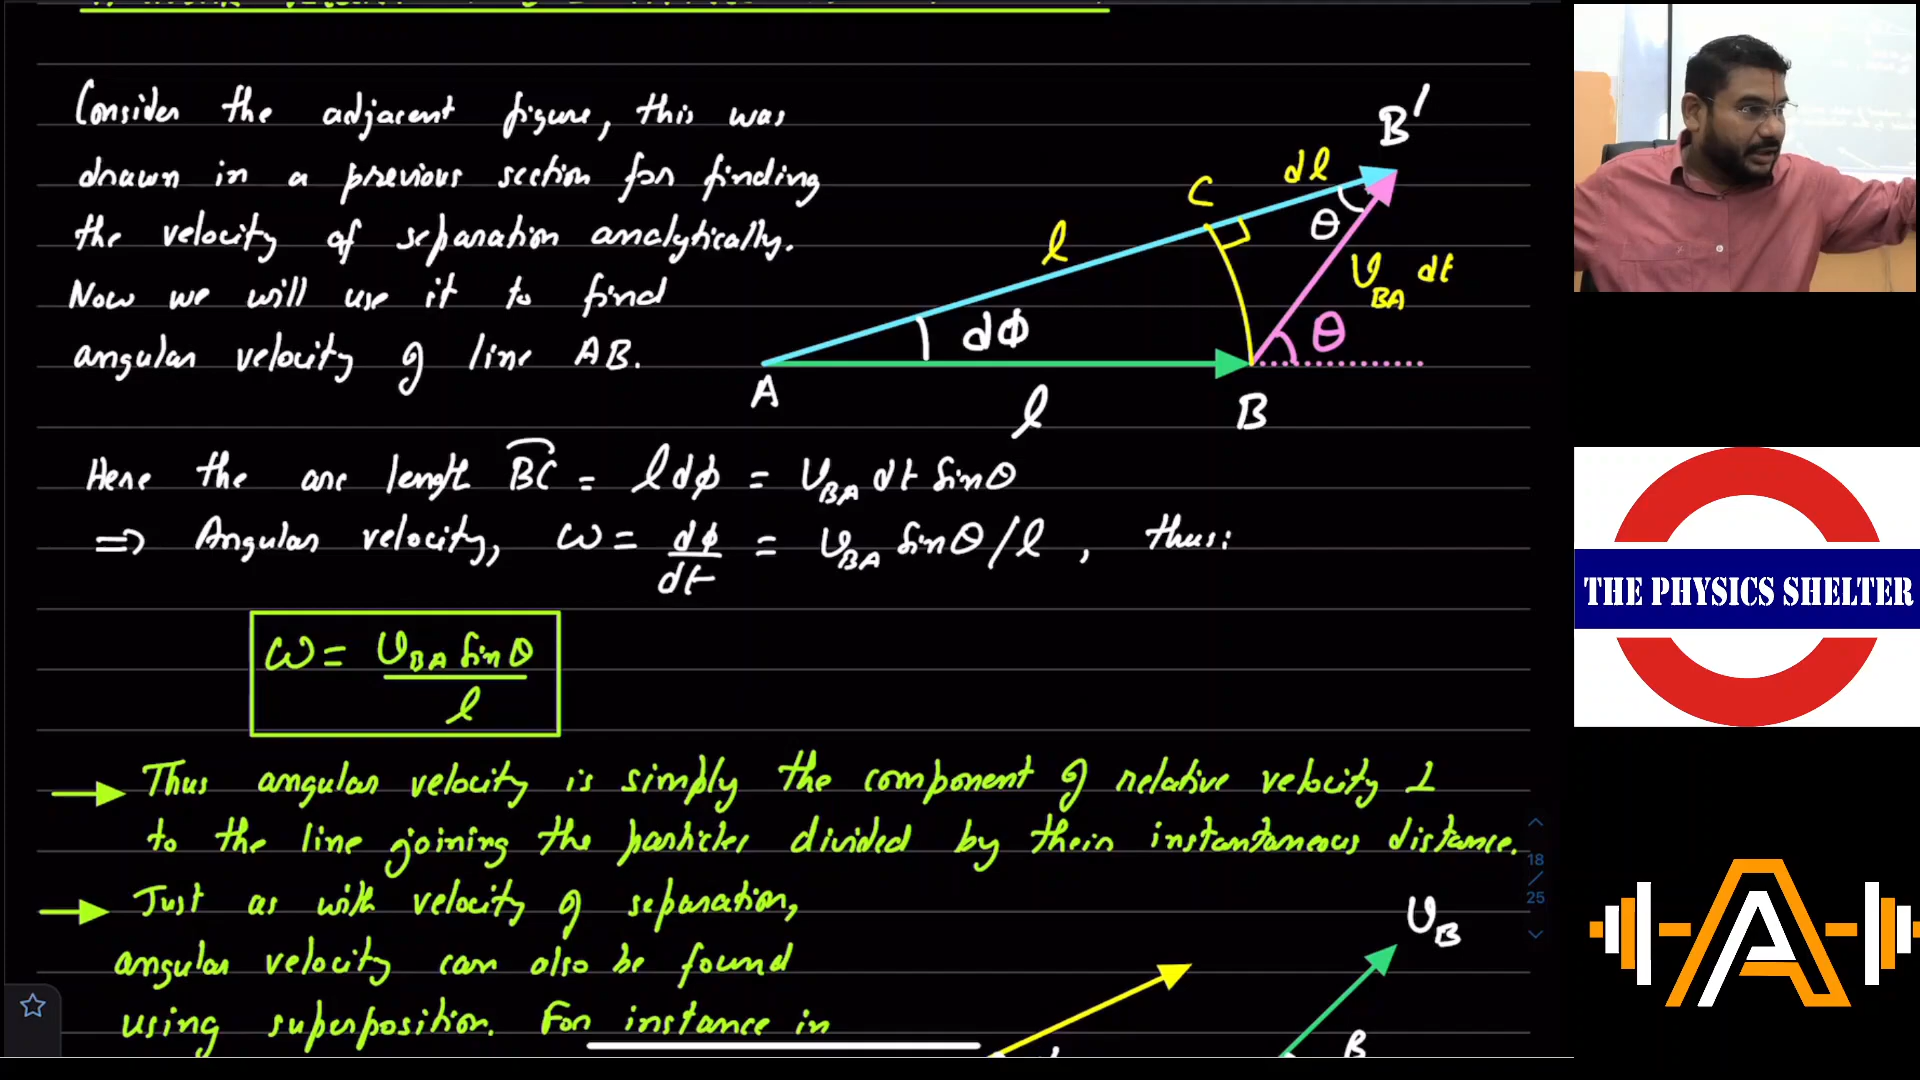 Consider the adjacent figure, this was
drawn in a previous section for finding
the velocity of separation analytically.
Now we will use it to find
angular velocity of line AB.
B'
dl
C
θ
l
v_BA dt
dϕ
θ
A
l
B
Here the arc length BC = l dϕ = v_BA dt sinθ
⇒ Angular velocity, ω = dϕ/dt = v_BA sinθ/l , thus:
ω = v_BA sinθ / l
→ Thus angular velocity is simply the component of relative velocity ⊥
to the line joining the particles divided by their instantaneous distance.
→ Just as with velocity of separation,
angular velocity can also be found
using superposition. For instance in
v_B
β
18
/
25
THE PHYSICS SHELTER
A